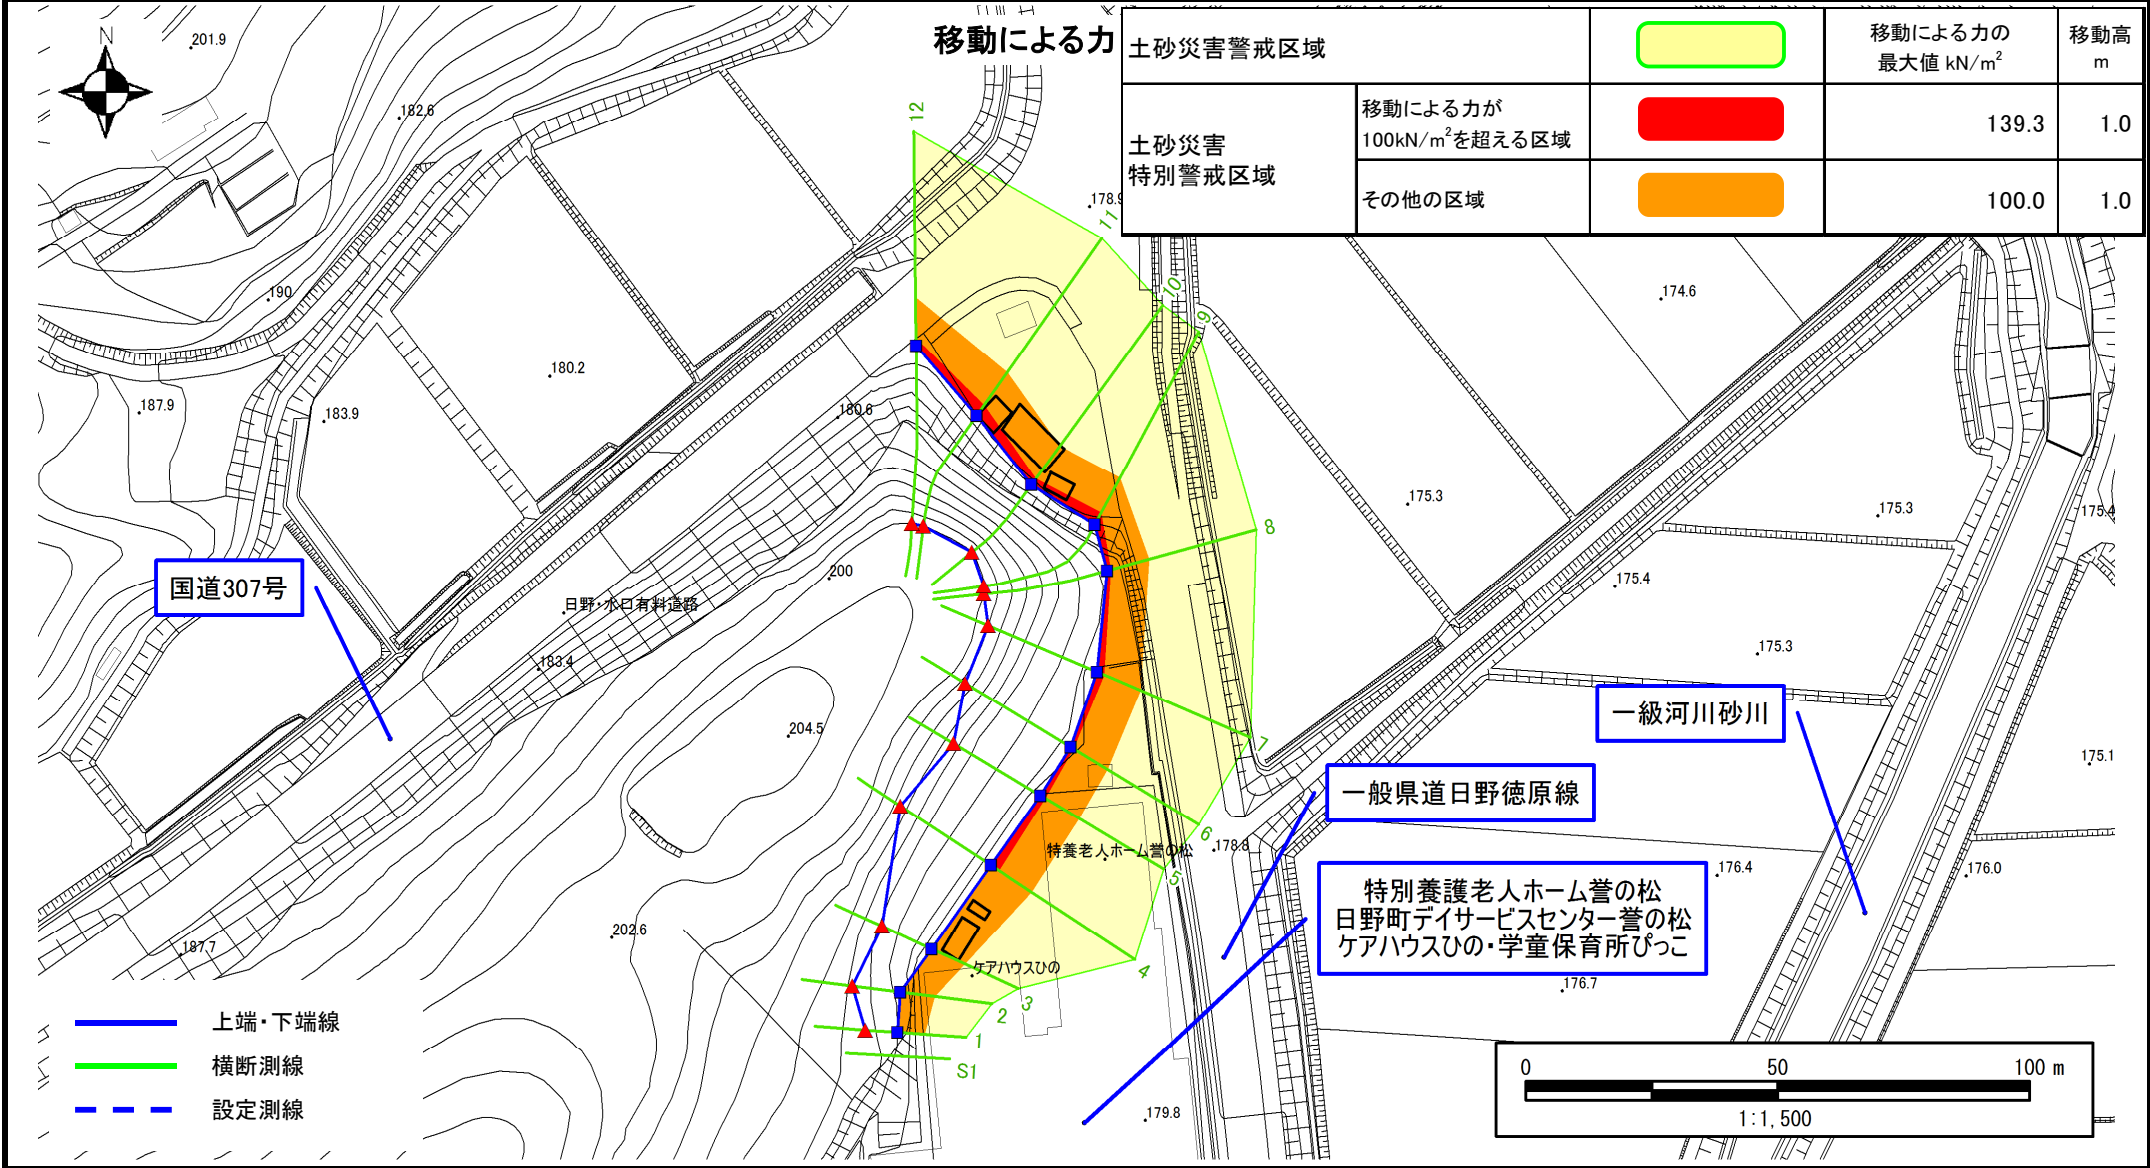 移動による力
土砂災害警戒区域
移動による力の
最大値 kN/m²
移動高
m
土砂災害
特別警戒区域
移動による力が
100kN/m²を超える区域
139.3
1.0
その他の区域
100.0
1.0
N
201.9
182.6
190
187.9
183.9
180.2
180.6
178.9
174.6
175.3
175.3
175.4
175.4
175.3
175.1
176.4
176.0
176.7
178.8
179.8
200
204.5
202.6
183.4
187.7
12
11
10
9
8
7
6
5
4
3
2
1
S1
国道307号
日野・水口有料道路
特養老人ホーム誉の松
ケアハウスひの
一級河川砂川
一般県道日野徳原線
特別養護老人ホーム誉の松
日野町デイサービスセンター誉の松
ケアハウスひの・学童保育所ぴっこ
上端・下端線
横断測線
設定測線
0 50 100 m
1:1,500